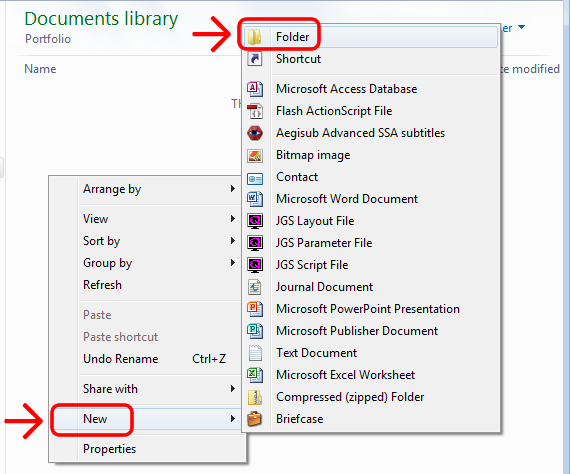 Documents library
Portfolio
er
Name
te modified
Th
Folder
Shortcut
Microsoft Access Database
Flash ActionScript File
Aegisub Advanced SSA subtitles
Bitmap image
Contact
Microsoft Word Document
JGS Layout File
JGS Parameter File
JGS Script File
Journal Document
Microsoft PowerPoint Presentation
Microsoft Publisher Document
Text Document
Microsoft Excel Worksheet
Compressed (zipped) Folder
Briefcase
Arrange by
View
Sort by
Group by
Refresh
Paste
Paste shortcut
Undo Rename Ctrl+Z
Share with
New
Properties